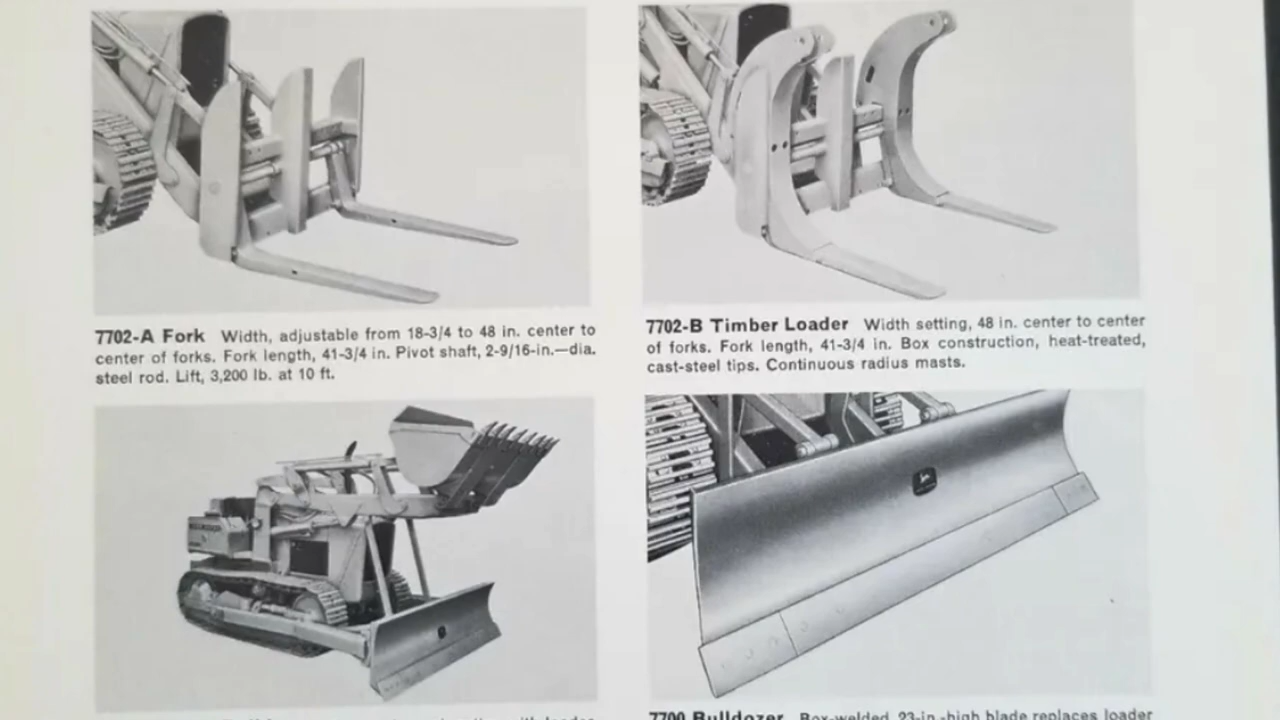 7702-A Fork Width, adjustable from 18-3/4 to 48 in. center to
center of forks. Fork length, 41-3/4 in. Pivot shaft, 2-9/16-in.—dia.
steel rod. Lift, 3,200 lb. at 10 ft.
7702-B Timber Loader Width setting, 48 in. center to center
of forks. Fork length, 41-3/4 in. Box construction, heat-treated,
cast-steel tips. Continuous radius masts.
7700 Bulldozer Box-welded, 23-in.-high blade replaces loader